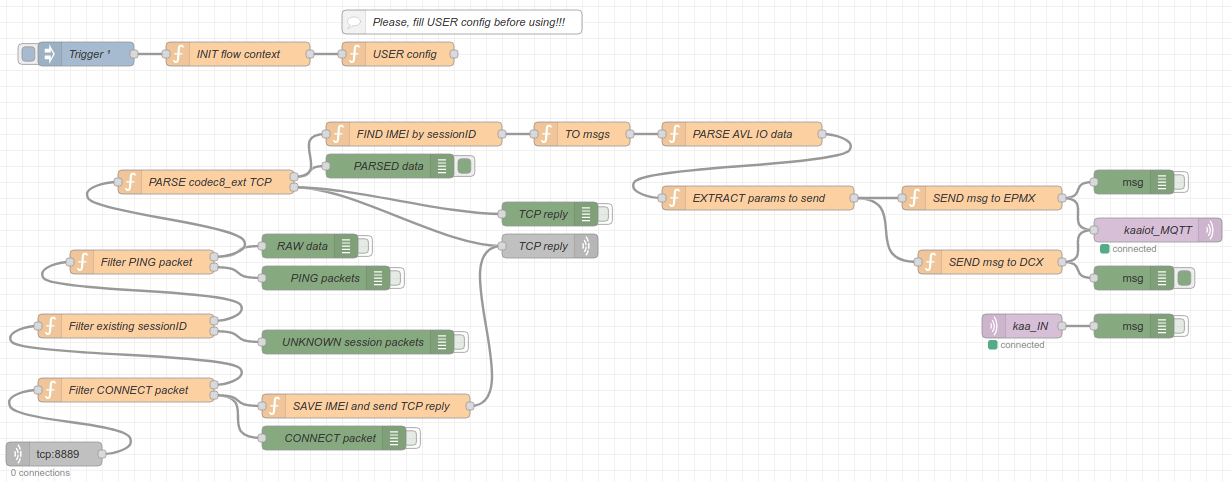 Please, fill USER config before using!!!
Trigger ¹
INIT flow context
USER config
FIND IMEI by sessionID
TO msgs
PARSE AVL IO data
PARSED data
PARSE codec8_ext TCP
msg
EXTRACT params to send
SEND msg to EPMX
TCP reply
kaaiot_MQTT
connected
RAW data
TCP reply
Filter PING packet
SEND msg to DCX
PING packets
msg
Filter existing sessionID
kaa_IN
msg
connected
UNKNOWN session packets
Filter CONNECT packet
SAVE IMEI and send TCP reply
CONNECT packet
tcp:8889
0 connections